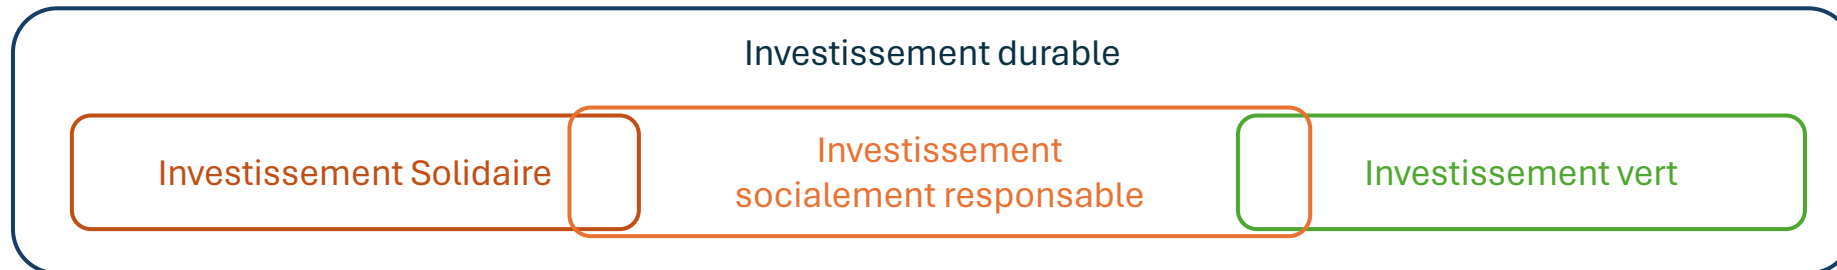 Investissement durable
Investissement Solidaire
Investissement
socialement responsable
Investissement vert